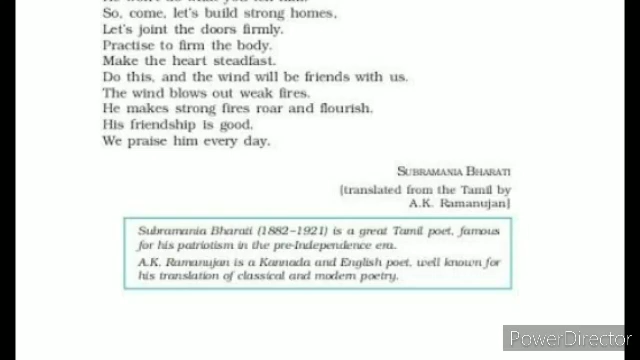 So, come, let's build strong homes,
Let's joint the doors firmly.
Practise to firm the body.
Make the heart steadfast.
Do this, and the wind will be friends with us.
The wind blows out weak fires.
He makes strong fires roar and flourish.
His friendship is good.
We praise him every day.
SUBRAMANIA BHARATI
[translated from the Tamil by
A.K. Ramanujan]
Subramania Bharati (1882–1921) is a great Tamil poet, famous
for his patriotism in the pre-Independence era.
A.K. Ramanujan is a Kannada and English poet, well known for
his translation of classical and modern poetry.
PowerDirector